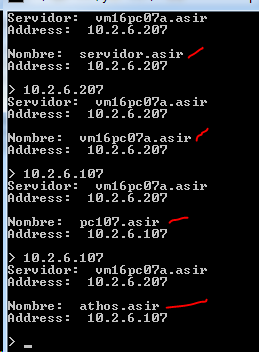 Servidor:  vm16pc07a.asir
Address:  10.2.6.207
Nombre:  servidor.asir
Address:  10.2.6.207
> 10.2.6.207
Servidor:  vm16pc07a.asir
Address:  10.2.6.207
Nombre:  vm16pc07a.asir
Address:  10.2.6.207
> 10.2.6.107
Servidor:  vm16pc07a.asir
Address:  10.2.6.207
Nombre:  pc107.asir
Address:  10.2.6.107
> 10.2.6.107
Servidor:  vm16pc07a.asir
Address:  10.2.6.207
Nombre:  athos.asir
Address:  10.2.6.107
> _